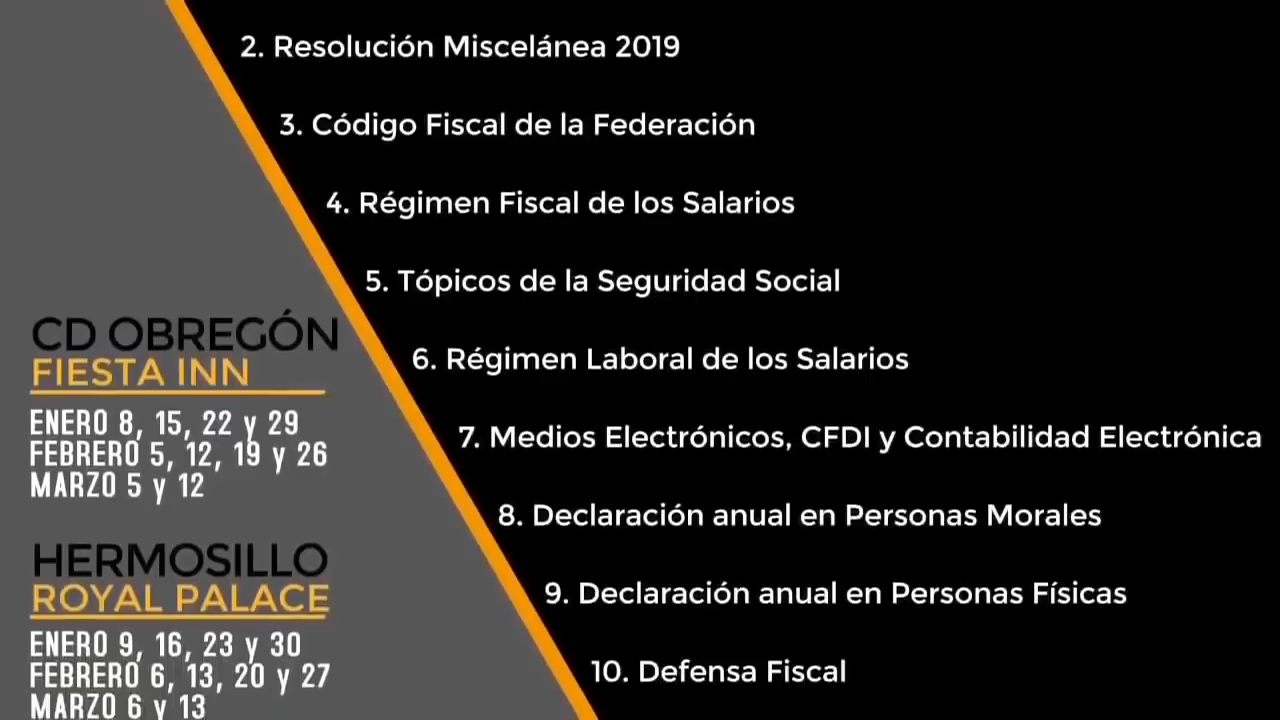 2. Resolución Miscelánea 2019
3. Código Fiscal de la Federación
4. Régimen Fiscal de los Salarios
5. Tópicos de la Seguridad Social
6. Régimen Laboral de los Salarios
7. Medios Electrónicos, CFDI y Contabilidad Electrónica
8. Declaración anual en Personas Morales
9. Declaración anual en Personas Físicas
10. Defensa Fiscal
CD OBREGÓN
FIESTA INN
ENERO 8, 15, 22 y 29
FEBRERO 5, 12, 19 y 26
MARZO 5 y 12
HERMOSILLO
ROYAL PALACE
ENERO 9, 16, 23 y 30
FEBRERO 6, 13, 20 y 27
MARZO 6 y 13